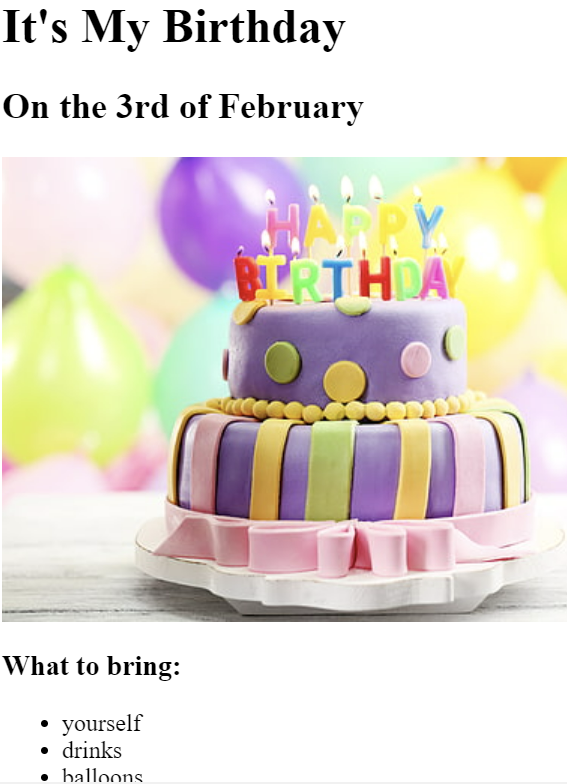 It's My Birthday
On the 3rd of February
HAPPY
BIRTHDAY
What to bring:
yourself
drinks
balloons